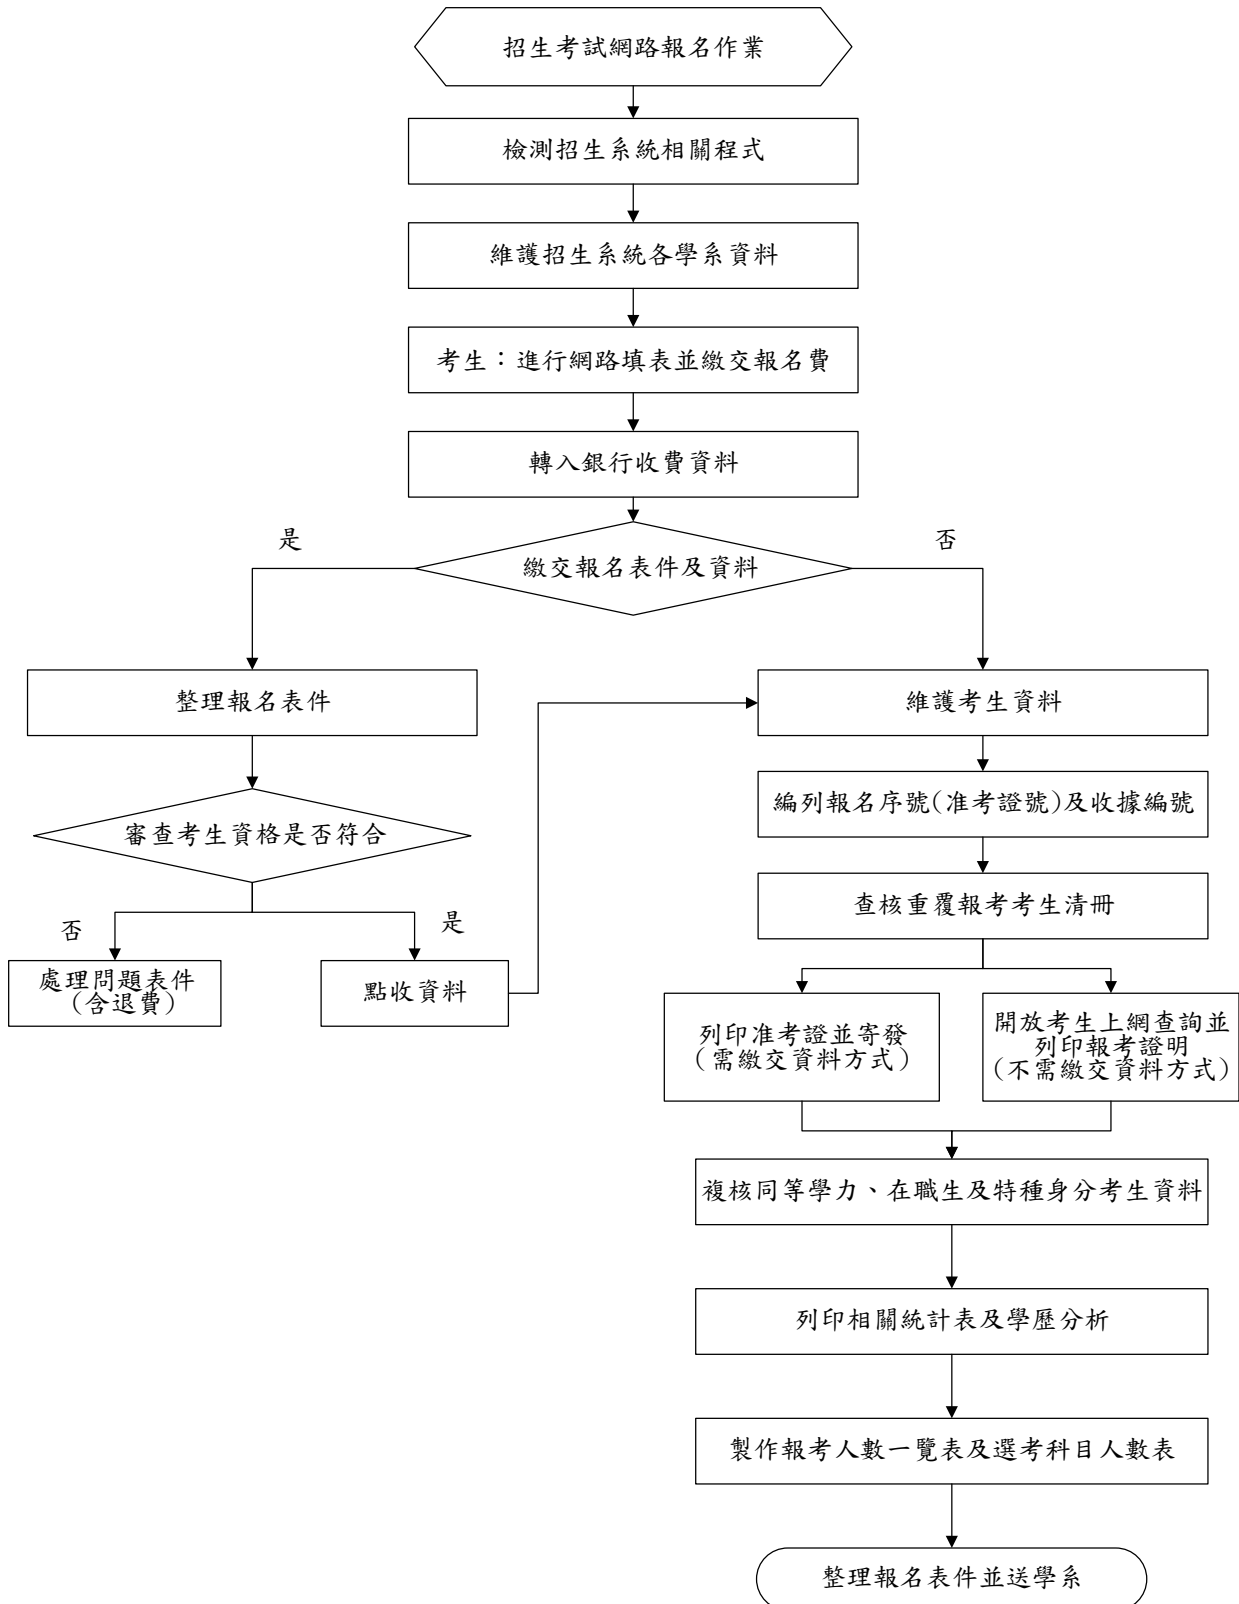 招生考試網路報名作業
檢測招生系統相關程式
維護招生系統各學系資料
考生：進行網路填表並繳交報名費
轉入銀行收費資料
是
否
繳交報名表件及資料
整理報名表件
維護考生資料
編列報名序號(准考證號)及收據編號
審查考生資格是否符合
查核重覆報考考生清冊
否
是
處理問題表件
（含退費）
點收資料
列印准考證並寄發
（需繳交資料方式）
開放考生上網查詢並
列印報考證明
（不需繳交資料方式）
複核同等學力、在職生及特種身分考生資料
列印相關統計表及學歷分析
製作報考人數一覽表及選考科目人數表
整理報名表件並送學系